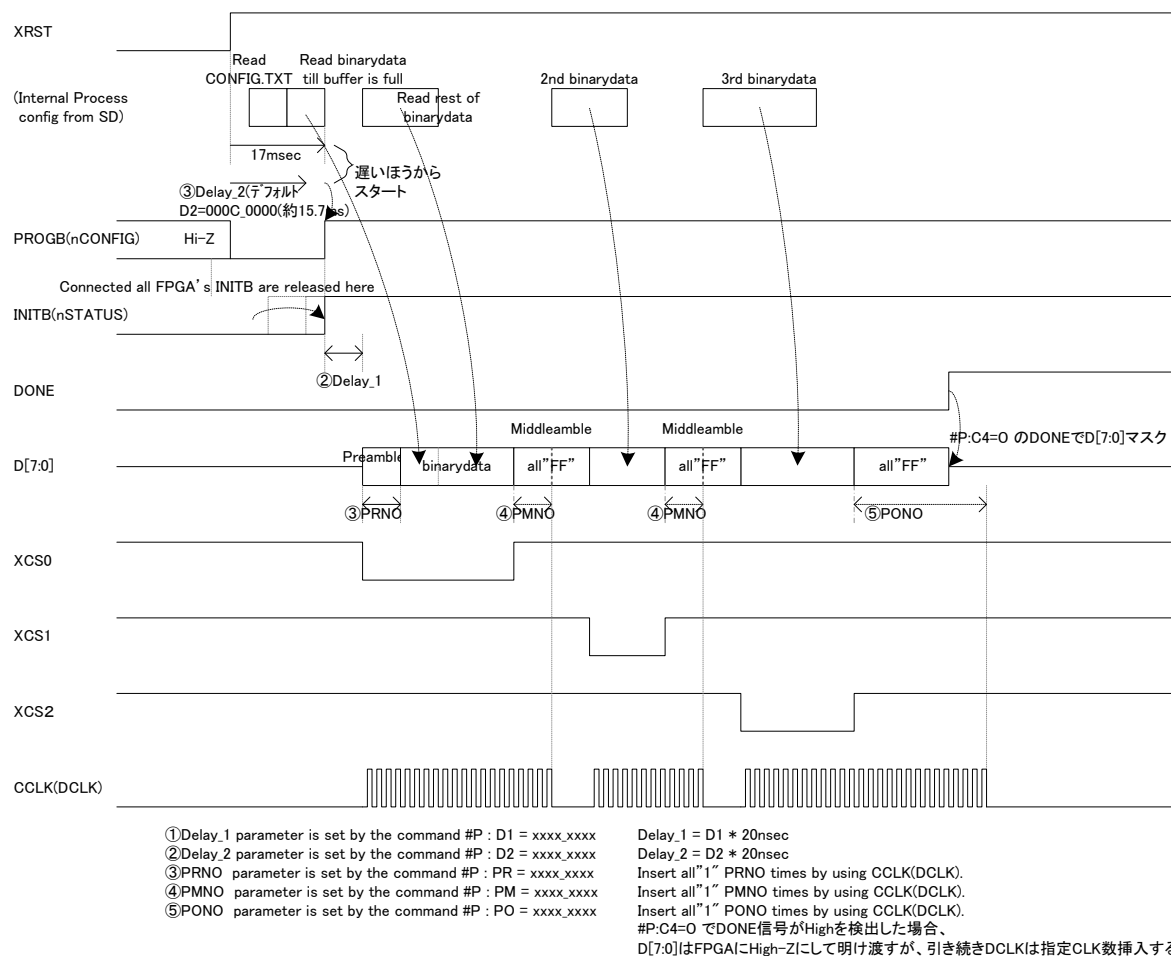 XRST
Read
CONFIG.TXT
Read binarydata
till buffer is full
2nd binarydata
3rd binarydata
(Internal Process
config from SD)
Read rest of
binarydata
17msec
遅いほうから
スタート
③Delay_2(デフォルト
D2=000C_0000(約15.7ms)
PROGB(nCONFIG)
Hi-Z
Connected all FPGA's INITB are released here
INITB(nSTATUS)
②Delay_1
DONE
Middleamble
Middleamble
#P:C4=O のDONEでD[7:0]マスク
D[7:0]
Preamble
binarydata
all"FF"
all"FF"
all"FF"
③PRNO
④PMNO
④PMNO
⑤PONO
XCS0
XCS1
XCS2
CCLK(DCLK)
①Delay_1 parameter is set by the command #P : D1 = xxxx_xxxx Delay_1 = D1 * 20nsec
②Delay_2 parameter is set by the command #P : D2 = xxxx_xxxx Delay_2 = D2 * 20nsec
③PRNO parameter is set by the command #P : PR = xxxx_xxxx Insert all"1" PRNO times by using CCLK(DCLK).
④PMNO parameter is set by the command #P : PM = xxxx_xxxx Insert all"1" PMNO times by using CCLK(DCLK).
⑤PONO parameter is set by the command #P : PO = xxxx_xxxx Insert all"1" PONO times by using CCLK(DCLK).
#P:C4=O でDONE信号がHighを検出した場合、
D[7:0]はFPGAにHigh-Zにして明け渡すが、引き続きDCLKは指定CLK数挿入する